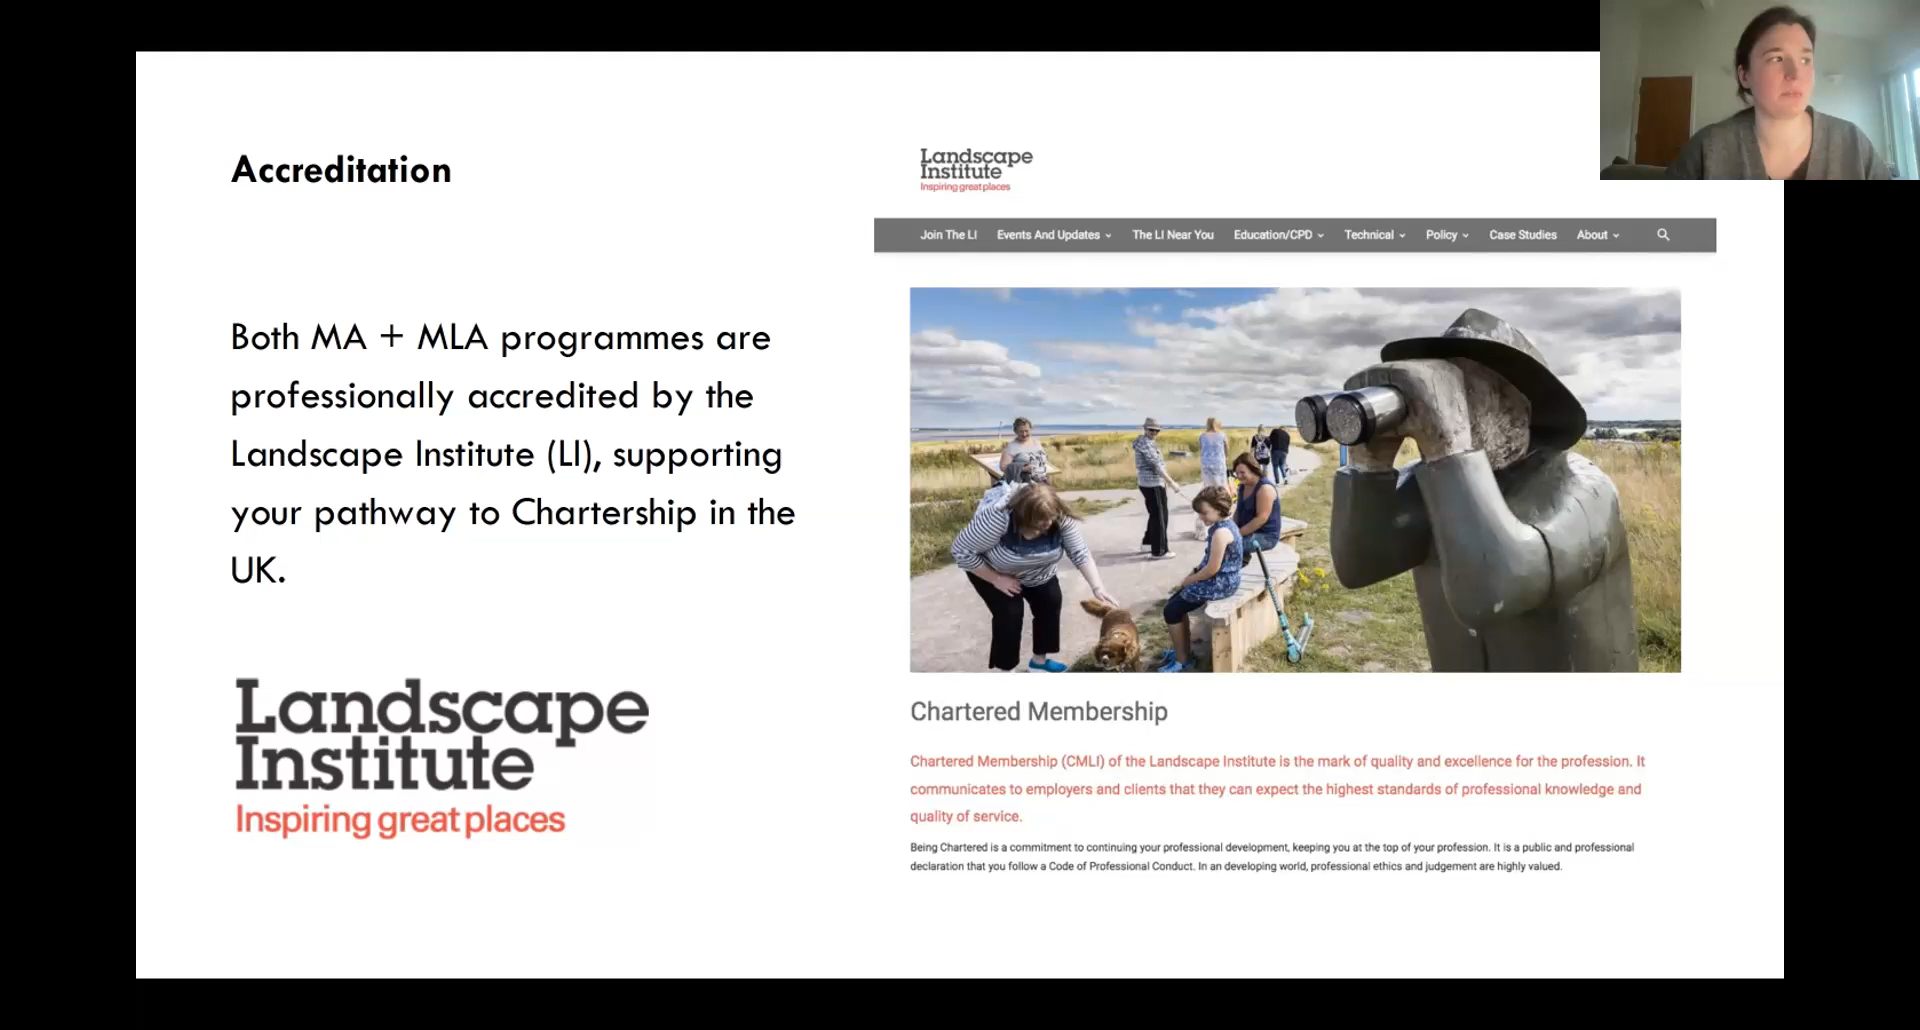 Accreditation
Both MA + MLA programmes are
professionally accredited by the
Landscape Institute (LI), supporting
your pathway to Chartership in the
UK.
Landscape
Institute
Inspiring great places
Landscape
Institute
Inspiring great places
Join The LI Events And Updates The LI Near You Education/CPD Technical Policy Case Studies About
Chartered Membership
Chartered Membership (CMLI) of the Landscape Institute is the mark of quality and excellence for the profession. It
communicates to employers and clients that they can expect the highest standards of professional knowledge and
quality of service.
Being Chartered is a commitment to continuing your professional development, keeping you at the top of your profession. It is a public and professional
declaration that you follow a Code of Professional Conduct. In an developing world, professional ethics and judgement are highly valued.